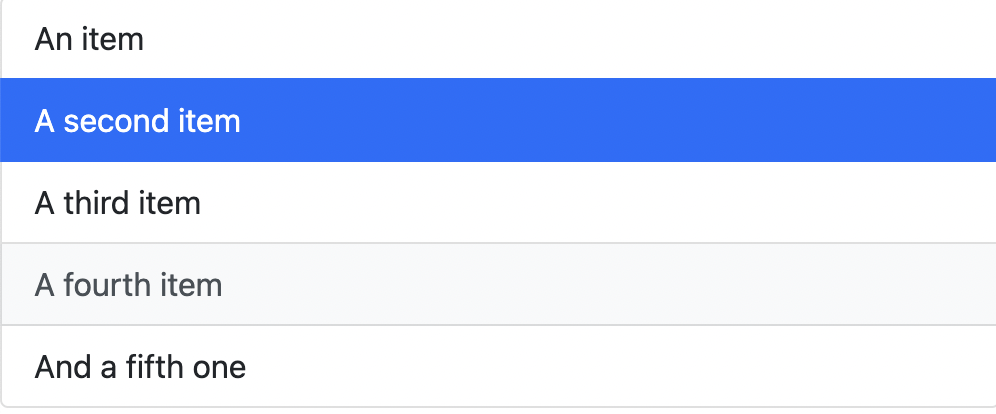 An item
A second item
A third item
A fourth item
And a fifth one